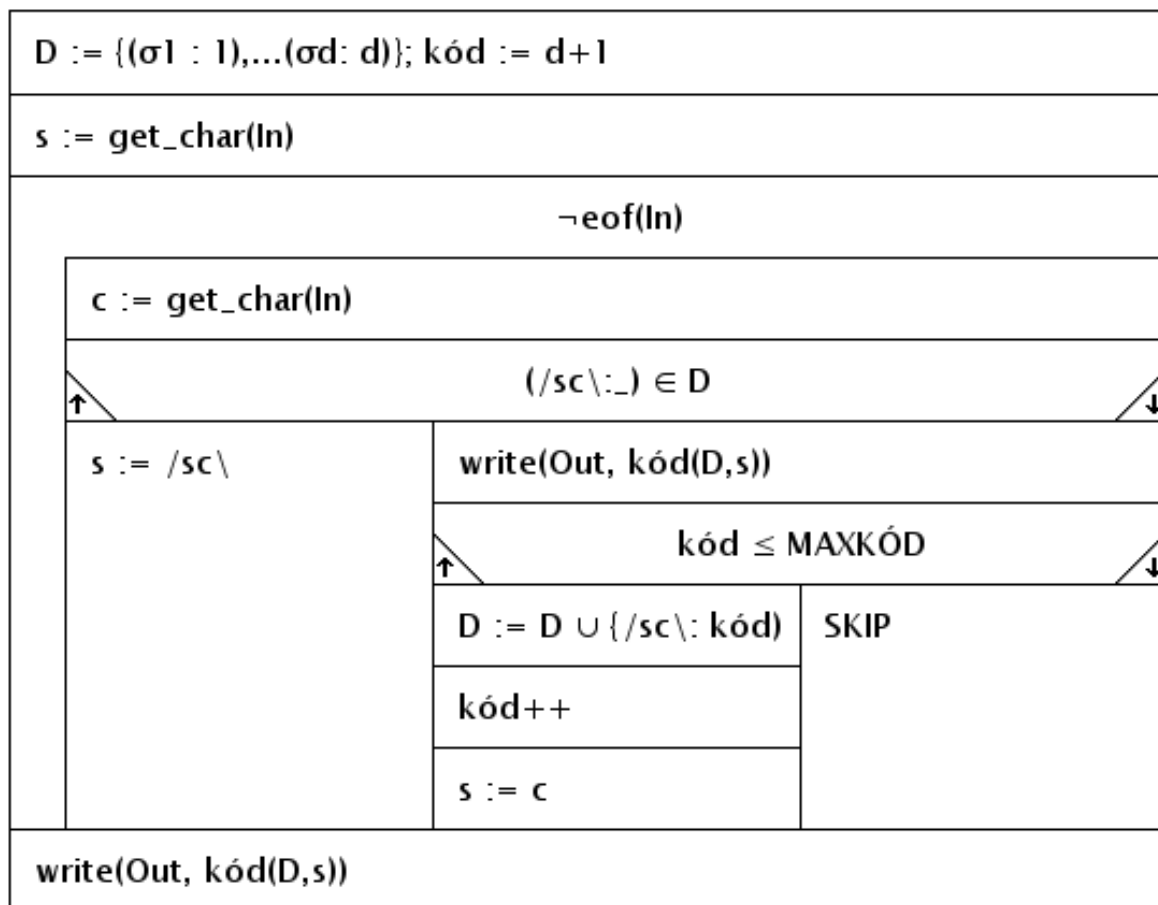 D := {(σ1 : 1),...(σd: d)}; kód := d+1
s := get_char(In)
¬eof(In)
c := get_char(In)
(/sc\:_) ∈ D
↑
↓
s := /sc\
write(Out, kód(D,s))
kód ≤ MAXKÓD
↑
↓
D := D ∪ {/sc\: kód)
SKIP
kód++
s := c
write(Out, kód(D,s))